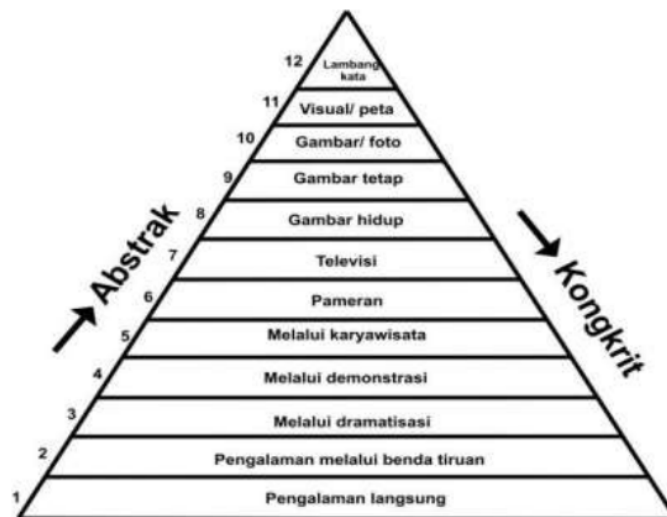 12 Lambang
kata
11 Visual/ peta
10 Gambar/ foto
9 Gambar tetap
8 Gambar hidup
7 Televisi
6 Pameran
5 Melalui karyawisata
4 Melalui demonstrasi
3 Melalui dramatisasi
2 Pengalaman melalui benda tiruan
1 Pengalaman langsung
Abstrak
Kongkrit